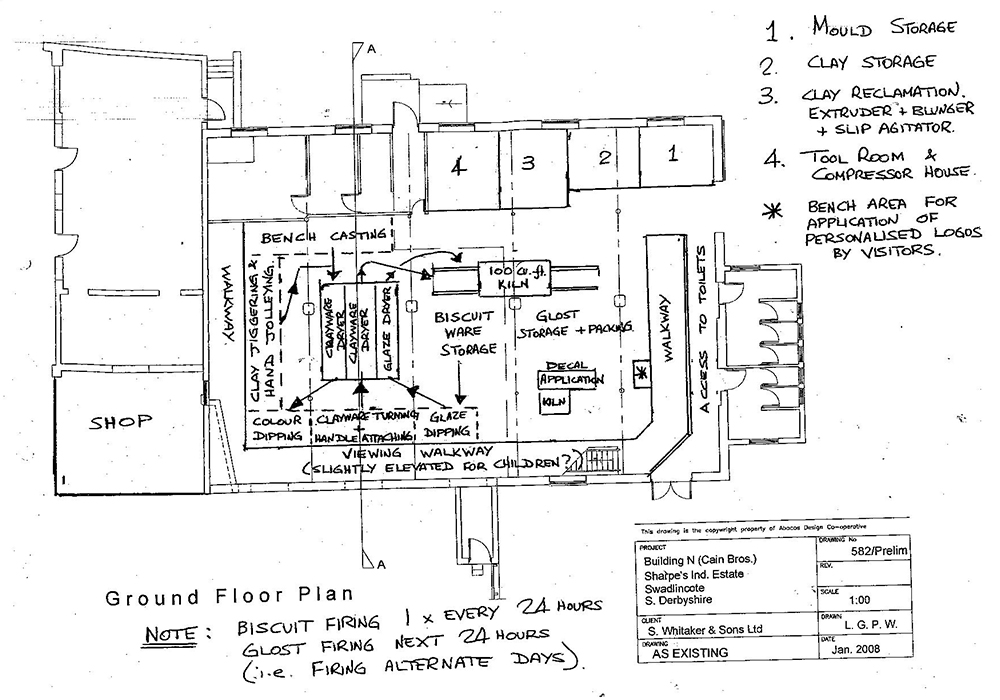 A
1. MOULD STORAGE
2. CLAY STORAGE
3. CLAY RECLAMATION.
EXTRUDER + BLUNGER
+ SLIP AGITATOR.
4. TOOL ROOM &
COMPRESSOR HOUSE.
* BENCH AREA FOR
APPLICATION OF
PERSONALISED LOGOS
BY VISITORS.
4 3 2 1
BENCH CASTING
WALKWAY
CLAY JIGGERING &
HAND JOLLEYING.
CLAYWARE
DRYER
CLAYWARE
DRYER
GLAZE DRYER
100 Cu. ft.
KILN
BISCUIT
WARE
STORAGE
GLOST
STORAGE + PACKING
DECAL
APPLICATION
KILN
*
WALKWAY
ACCESS TO TOILETS
SHOP
COLOUR
DIPPING
CLAYWARE TURNING
+
HANDLE ATTACHING
GLAZE
DIPPING
VIEWING WALKWAY
(SLIGHTLY ELEVATED FOR CHILDREN?)
A
Ground Floor Plan
NOTE: BISCUIT FIRING 1 x EVERY 24 HOURS
GLOST FIRING NEXT 24 HOURS
(i.e. FIRING ALTERNATE DAYS).
This drawing is the copywright property of Abacas Design Co-operative
PROJECT
Building N (Cain Bros.)
Sharpe's Ind. Estate
Swadlincote
S. Derbyshire
CLIENT
S. Whitaker & Sons Ltd
DRAWING
AS EXISTING
DRAWING No
582/Prelim
REV.
SCALE
1:00
DRAWN
L. G. P. W.
DATE
Jan. 2008